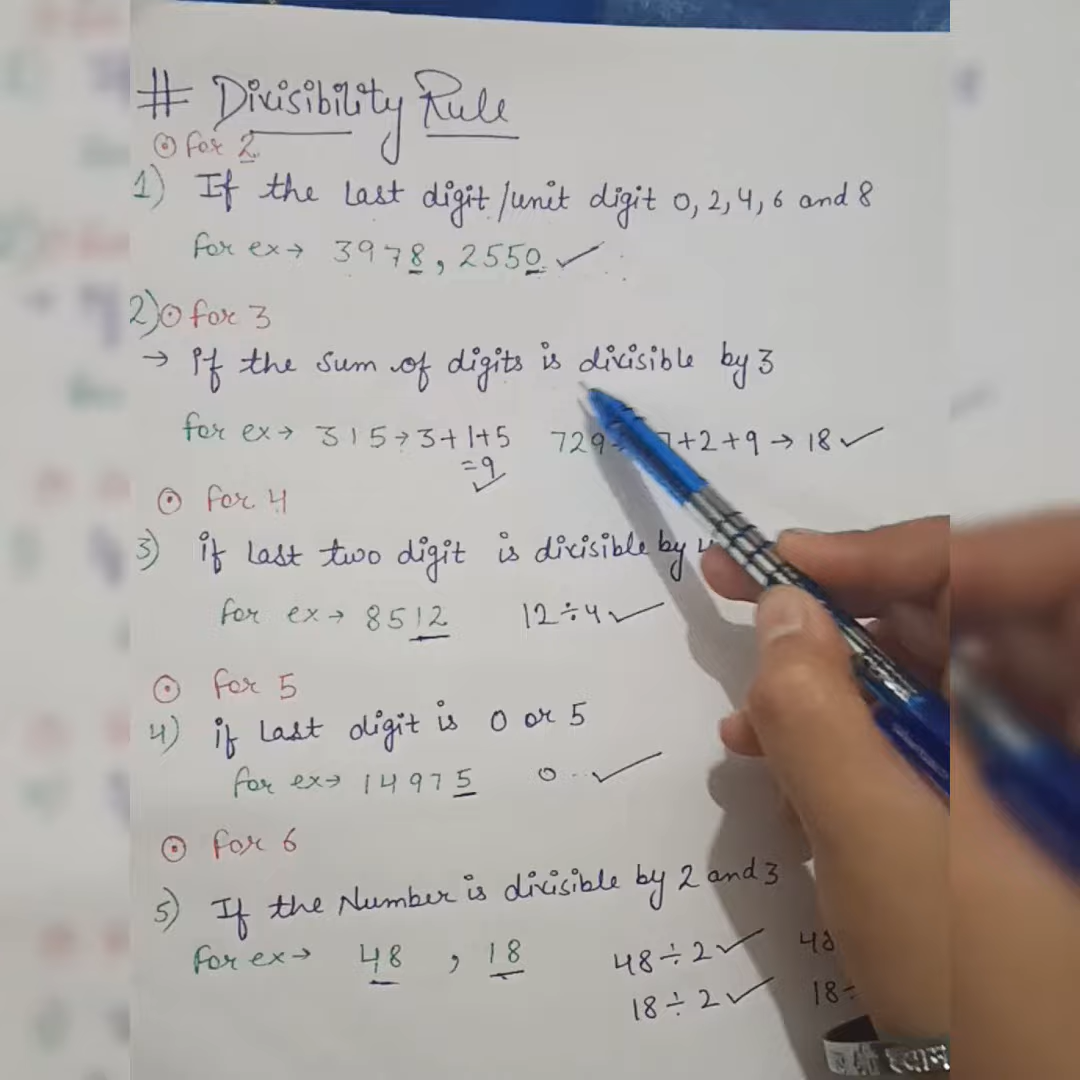 # Divisibility Rule
⊙ for 2
1) If the Last digit/unit digit 0, 2, 4, 6 and 8
for ex → 3978, 2550 ✓
2) ⊙ for 3
→ If the sum of digits is divisible by 3
for ex → 315 → 3+1+5 729 7+2+9 → 18 ✓
=9 ✓
⊙ for 4
3) if Last two digit is divisible by 4
for ex → 8512 12÷4 ✓
⊙ for 5
4) if Last digit is 0 or 5
for ex → 14975 0 ✓
⊙ for 6
5) If the Number is divisible by 2 and 3
for ex → 48 , 18 48÷2 ✓ 48
18÷2 ✓ 18÷